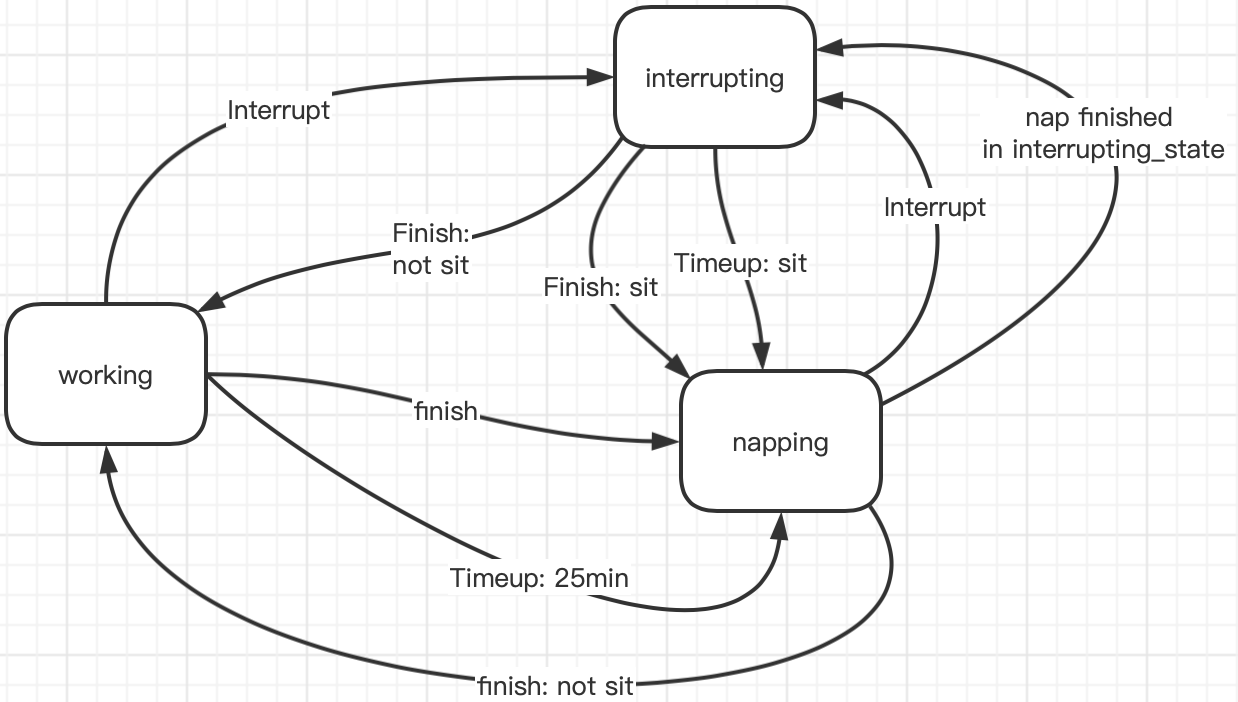 interrupting
Interrupt
nap finished
in interrupting_state
Interrupt
Finish:
not sit
Timeup: sit
Finish: sit
working
finish
napping
Timeup: 25min
finish: not sit